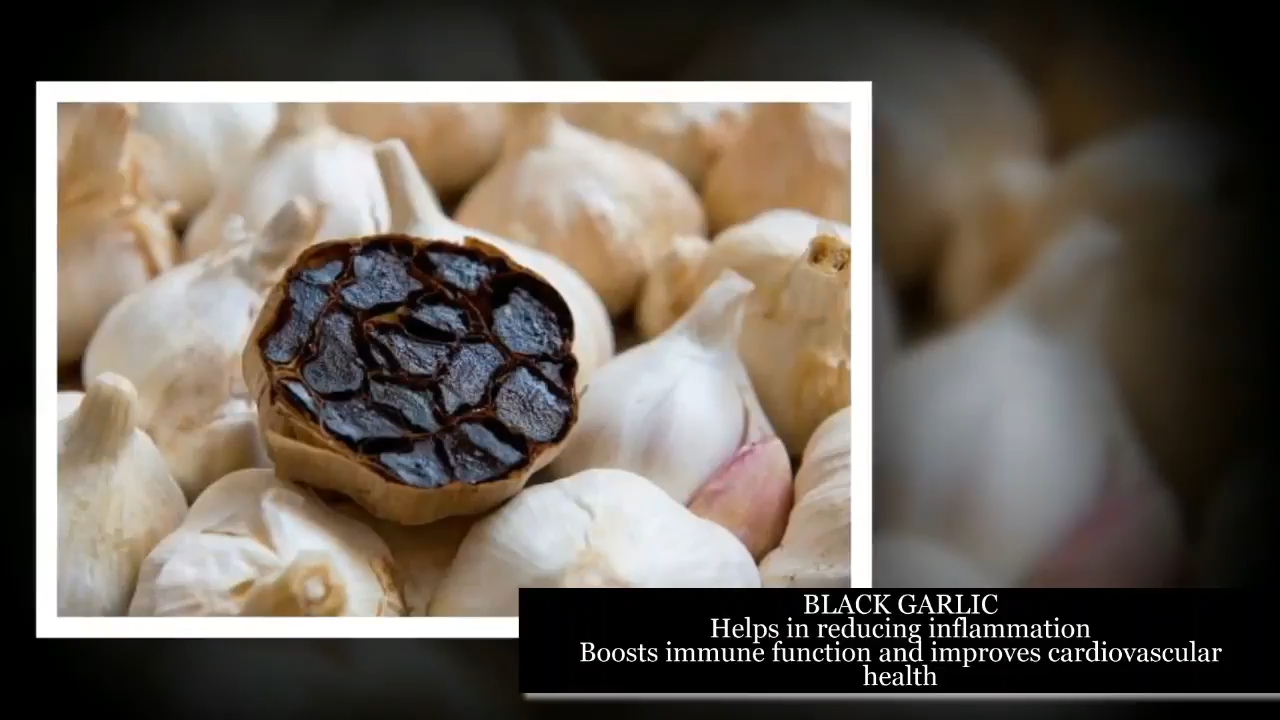 BLACK GARLIC
Helps in reducing inflammation
Boosts immune function and improves cardiovascular
health